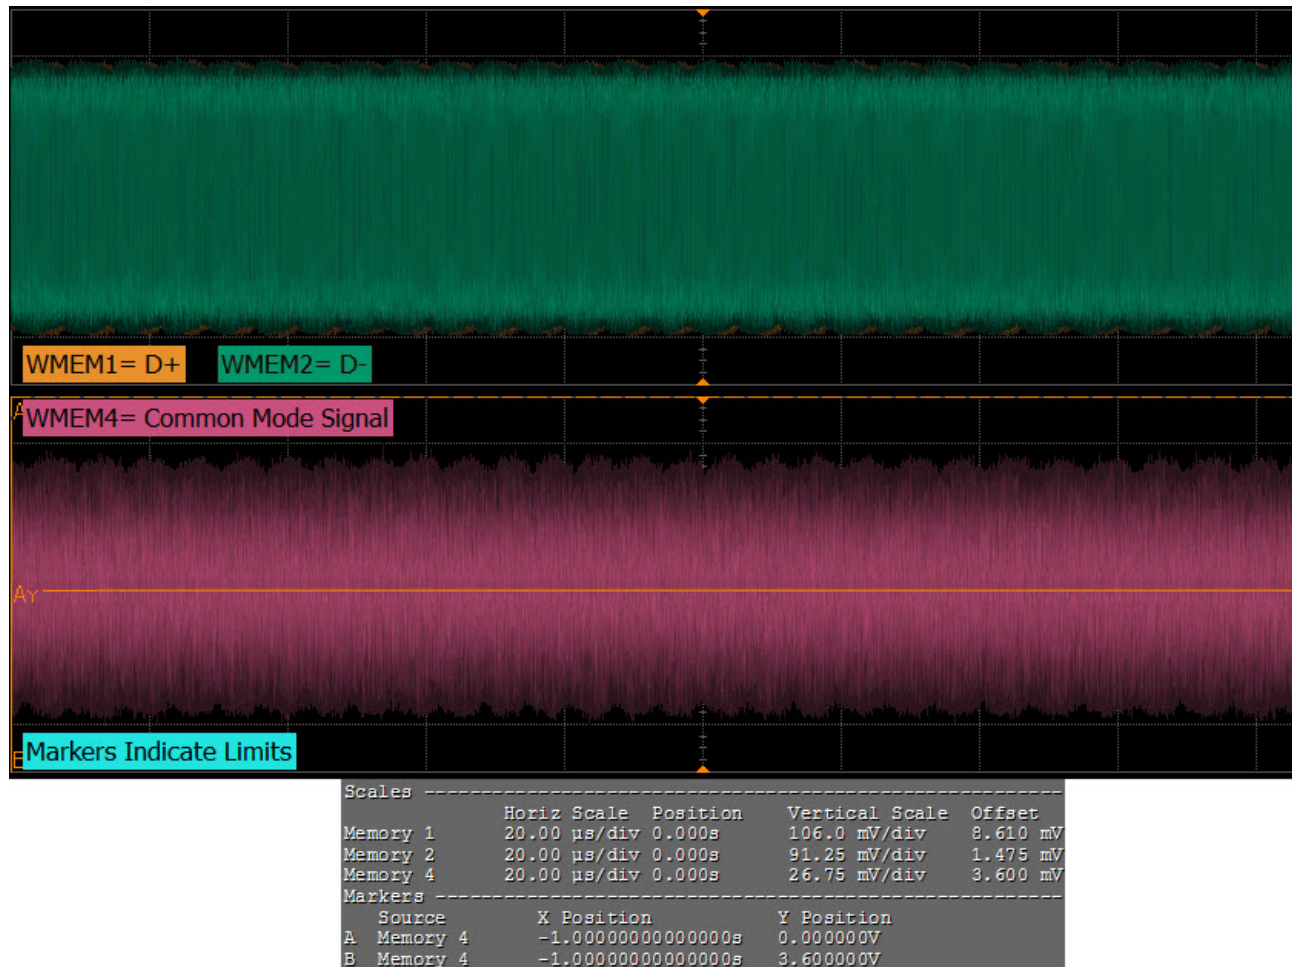 WMEM1= D+ WMEM2= D-
A
WMEM4= Common Mode Signal
AY
Markers Indicate Limits
Scales ----------------------------------------------------------
Horiz Scale Position Vertical Scale Offset
Memory 1 20.00 µs/div 0.000s 106.0 mV/div 8.610 mV
Memory 2 20.00 µs/div 0.000s 91.25 mV/div 1.475 mV
Memory 4 20.00 µs/div 0.000s 26.75 mV/div 3.600 mV
Markers ---------------------------------------------------------
Source X Position Y Position
A Memory 4 -1.00000000000000s 0.000000V
B Memory 4 -1.00000000000000s 3.600000V